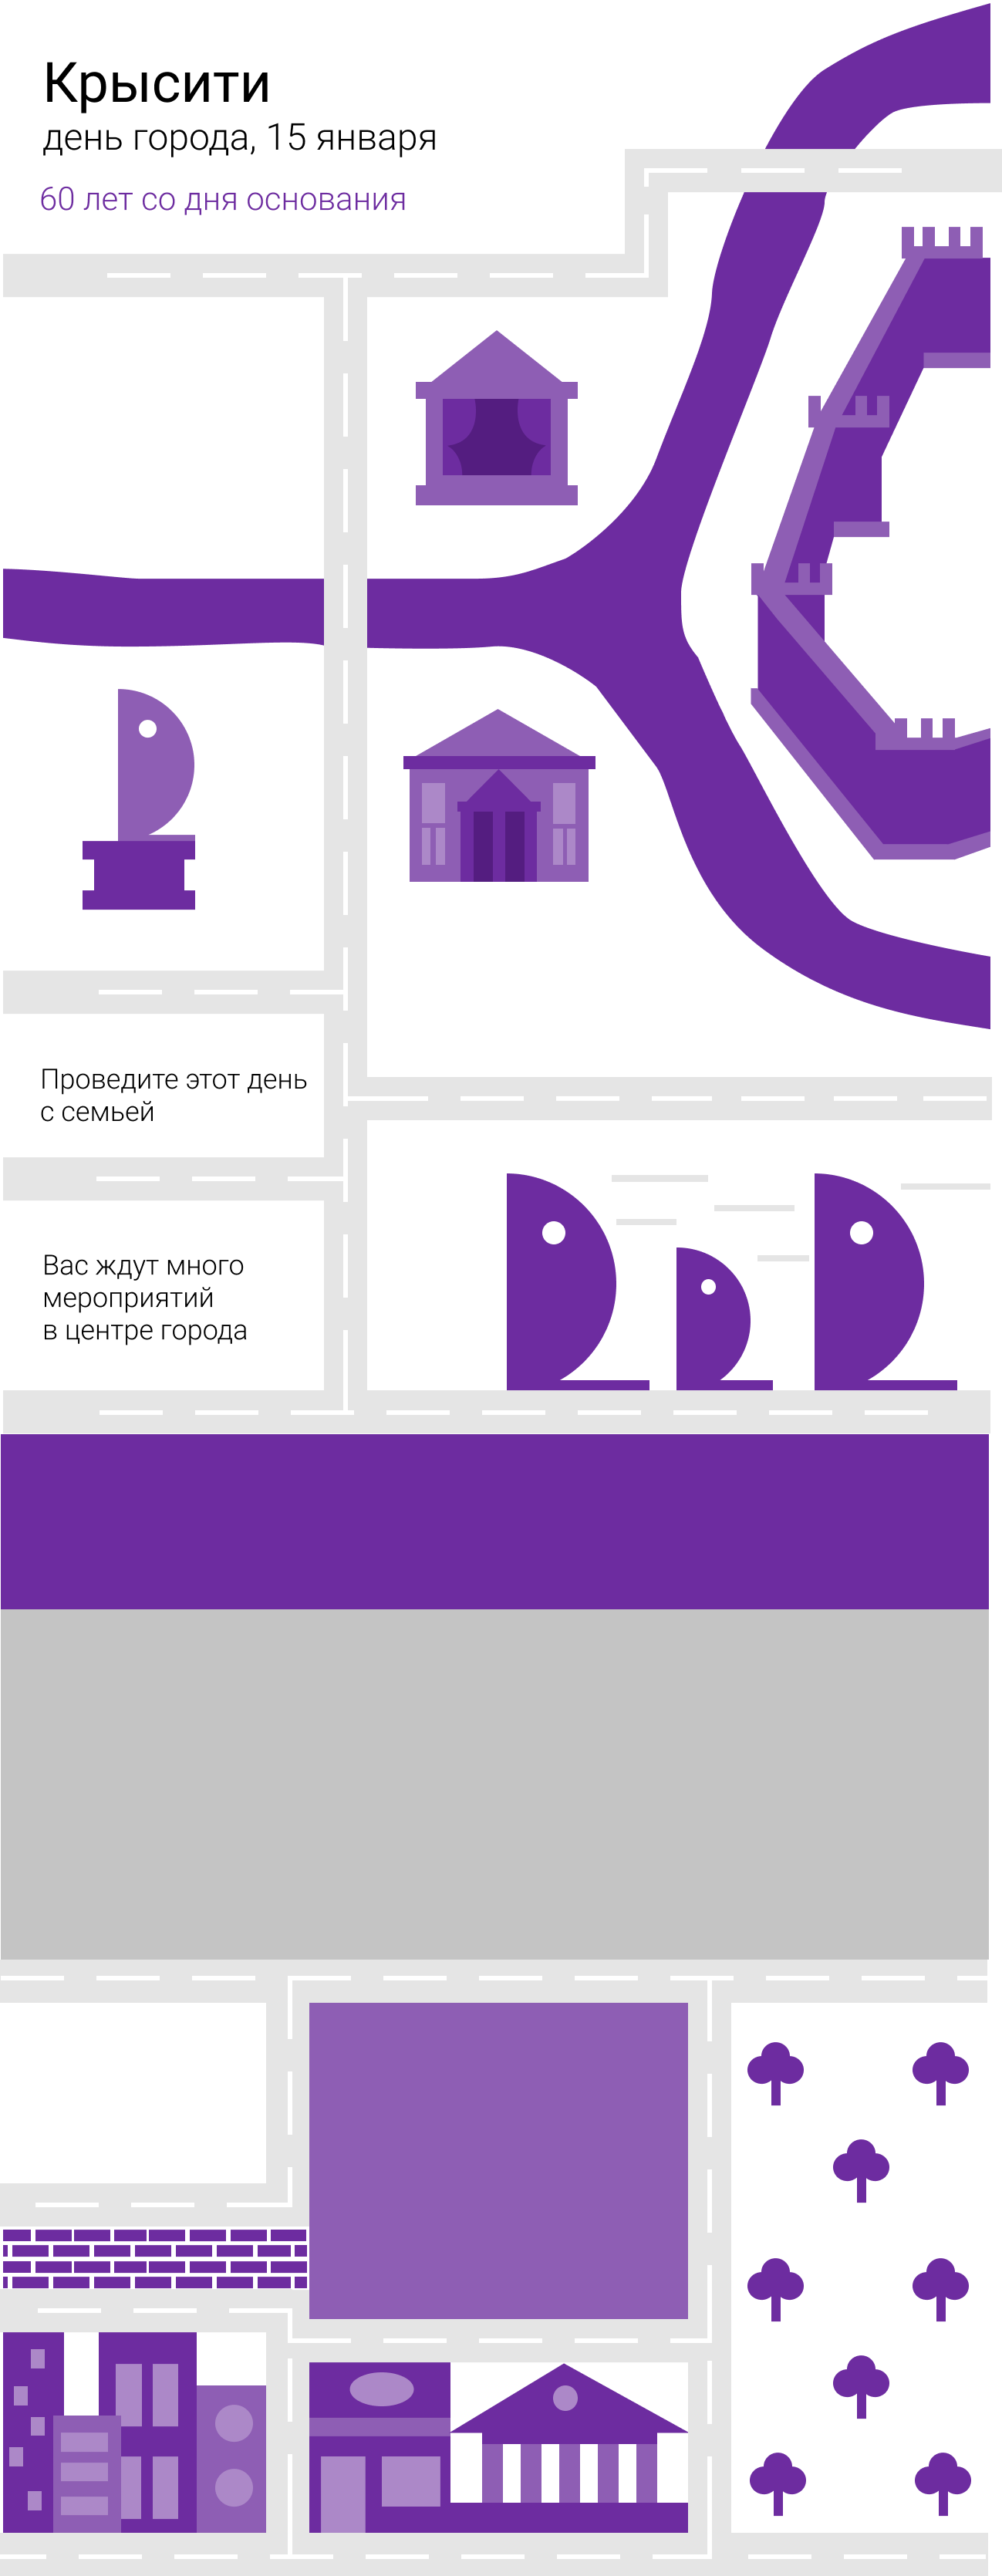 Крысити
день города, 15 января
60 лет со дня основания
Проведите этот день
с семьей
Вас ждут много
мероприятий
в центре города